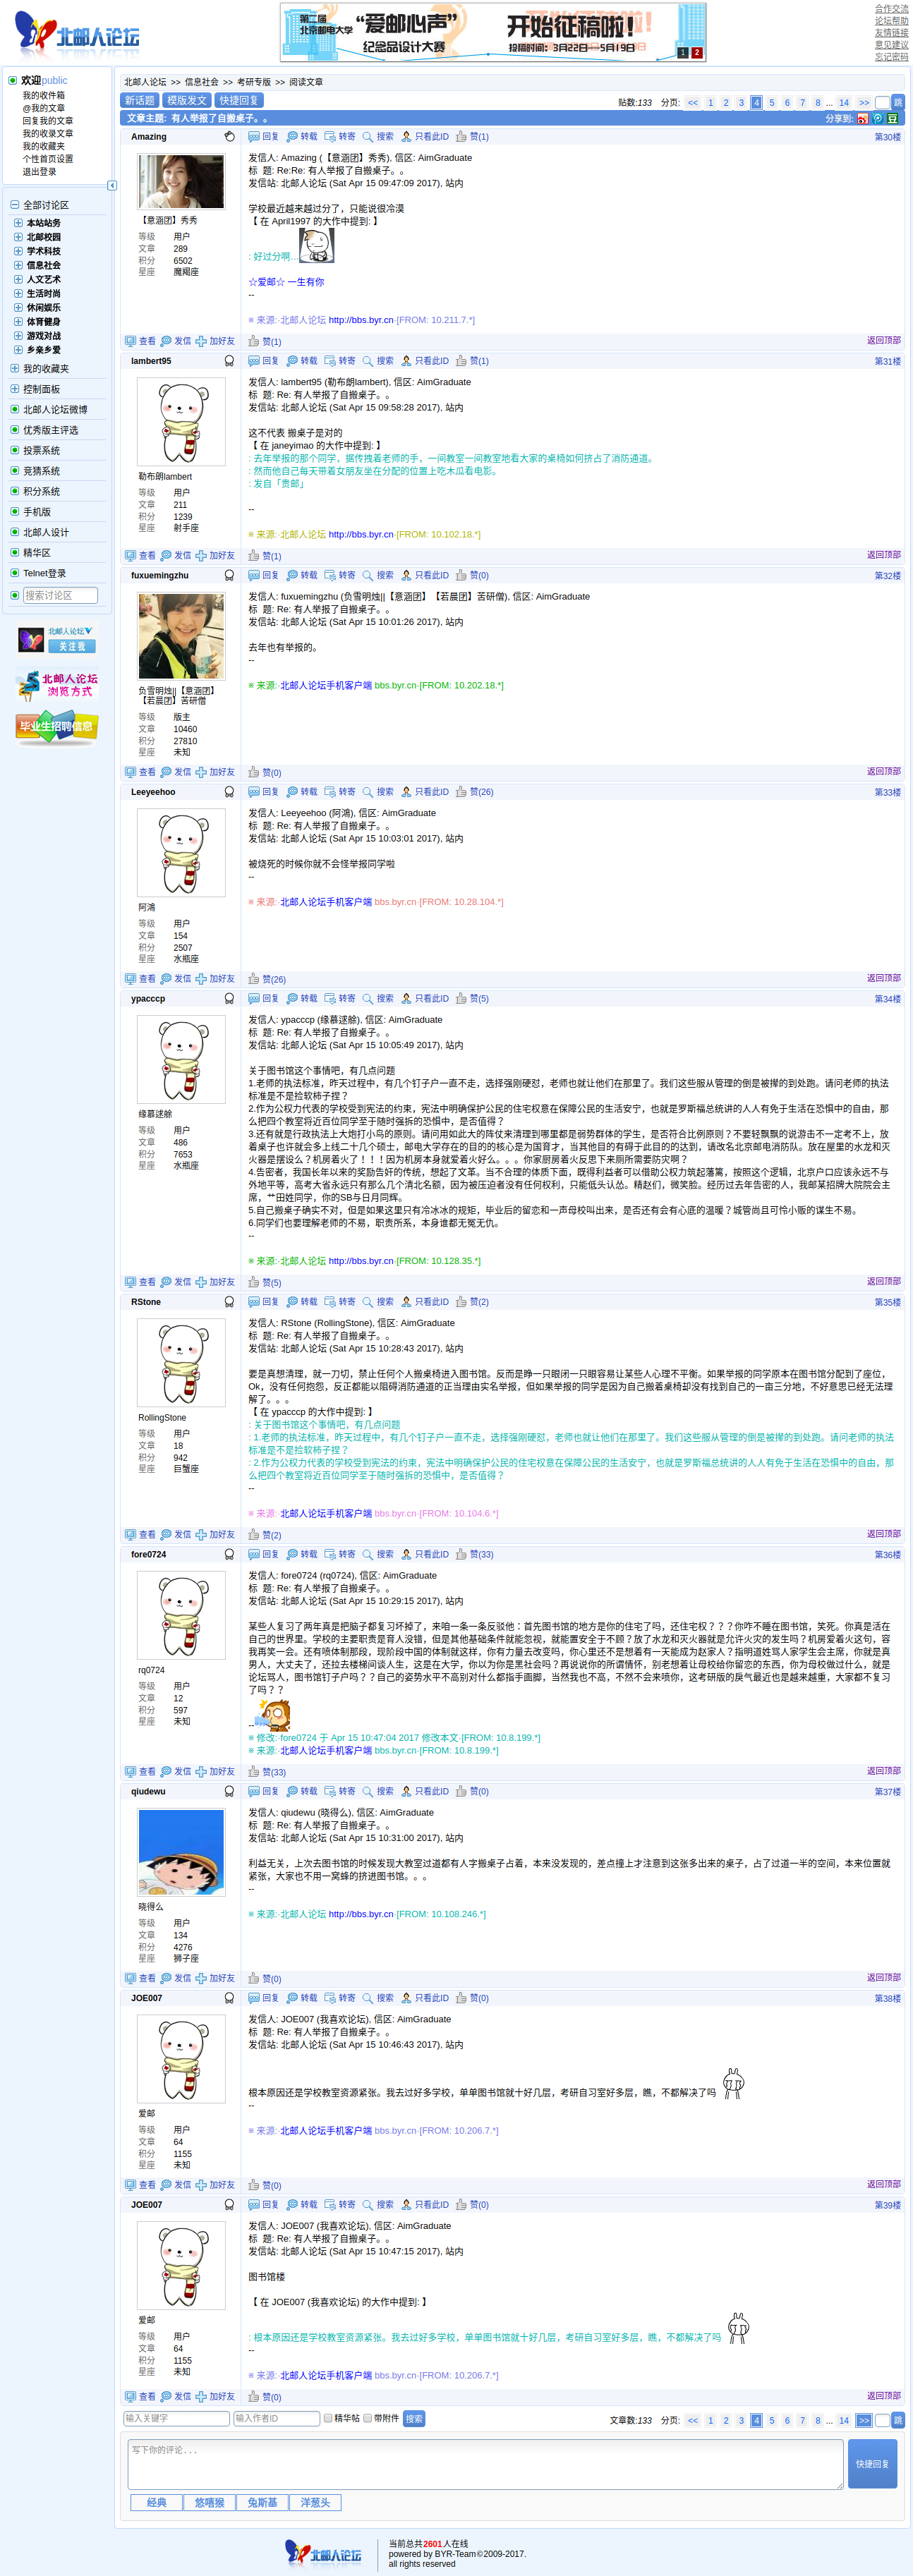 北邮人论坛
第二届
北京邮电大学
“爱邮心声”
纪念品设计大赛
开始征稿啦!
投稿时间: 3月22日—5月19日
1 2
合作交流
论坛帮助
友情链接
意见建议
忘记密码
欢迎public
我的收件箱
@我的文章
回复我的文章
我的收录文章
我的收藏夹
个性首页设置
退出登录
全部讨论区
本站站务
北邮校园
学术科技
信息社会
人文艺术
生活时尚
休闲娱乐
体育健身
游戏对战
乡亲乡爱
我的收藏夹
控制面板
北邮人论坛微博
优秀版主评选
投票系统
竞猜系统
积分系统
手机版
北邮人设计
精华区
Telnet登录
搜索讨论区
北邮人论坛
关注我
北邮人论坛
浏览方式
毕业生招聘信息
北邮人论坛 >> 信息社会 >> 考研专版 >> 阅读文章
新话题 模版发文 快捷回复
贴数:133 分页: << 1 2 3 4 5 6 7 8 ... 14 >> 跳
文章主题: 有人举报了自搬桌子。。 分享到:
Amazing 回复 转载 转寄 搜索 只看此ID 赞(1) 第30楼
【意涵团】秀秀
等级 用户
文章 289
积分 6502
星座 魔羯座
发信人: Amazing (【意涵团】秀秀), 信区: AimGraduate
标 题: Re:Re: 有人举报了自搬桌子。。
发信站: 北邮人论坛 (Sat Apr 15 09:47:09 2017), 站内
学校最近越来越过分了，只能说很冷漠
【 在 April1997 的大作中提到: 】
: 好过分啊...
☆爱邮☆ 一生有你
--
※ 来源:·北邮人论坛 http://bbs.byr.cn·[FROM: 10.211.7.*]
查看 发信 加好友 赞(1) 返回顶部
lambert95 回复 转载 转寄 搜索 只看此ID 赞(1) 第31楼
勒布朗lambert
等级 用户
文章 211
积分 1239
星座 射手座
发信人: lambert95 (勒布朗lambert), 信区: AimGraduate
标 题: Re: 有人举报了自搬桌子。。
发信站: 北邮人论坛 (Sat Apr 15 09:58:28 2017), 站内
这不代表 搬桌子是对的
【 在 janeyimao 的大作中提到: 】
: 去年举报的那个同学，据传拽着老师的手，一间教室一间教室地看大家的桌椅如何挤占了消防通道。
: 然而他自己每天带着女朋友坐在分配的位置上吃木瓜看电影。
: 发自「贵邮」
--
※ 来源:·北邮人论坛 http://bbs.byr.cn·[FROM: 10.102.18.*]
查看 发信 加好友 赞(1) 返回顶部
fuxuemingzhu 回复 转载 转寄 搜索 只看此ID 赞(0) 第32楼
负雪明烛||【意涵团】
【若晨团】苦研僧
等级 版主
文章 10460
积分 27810
星座 未知
发信人: fuxuemingzhu (负雪明烛||【意涵团】【若晨团】苦研僧), 信区: AimGraduate
标 题: Re: 有人举报了自搬桌子。。
发信站: 北邮人论坛 (Sat Apr 15 10:01:26 2017), 站内
去年也有举报的。
--
※ 来源:·北邮人论坛手机客户端 bbs.byr.cn·[FROM: 10.202.18.*]
查看 发信 加好友 赞(0) 返回顶部
Leeyeehoo 回复 转载 转寄 搜索 只看此ID 赞(26) 第33楼
阿鴻
等级 用户
文章 154
积分 2507
星座 水瓶座
发信人: Leeyeehoo (阿鴻), 信区: AimGraduate
标 题: Re: 有人举报了自搬桌子。。
发信站: 北邮人论坛 (Sat Apr 15 10:03:01 2017), 站内
被烧死的时候你就不会怪举报同学啦
--
※ 来源:·北邮人论坛手机客户端 bbs.byr.cn·[FROM: 10.28.104.*]
查看 发信 加好友 赞(26) 返回顶部
ypacccp 回复 转载 转寄 搜索 只看此ID 赞(5) 第34楼
缘慕逑艅
等级 用户
文章 486
积分 7653
星座 水瓶座
发信人: ypacccp (缘慕逑艅), 信区: AimGraduate
标 题: Re: 有人举报了自搬桌子。。
发信站: 北邮人论坛 (Sat Apr 15 10:05:49 2017), 站内
关于图书馆这个事情吧，有几点问题
1.老师的执法标准，昨天过程中，有几个钉子户一直不走，选择强刚硬怼，老师也就让他们在那里了。我们这些服从管理的倒是被撵的到处跑。请问老师的执法标准是不是捡软柿子捏？
2.作为公权力代表的学校受到宪法的约束，宪法中明确保护公民的住宅权意在保障公民的生活安宁，也就是罗斯福总统讲的人人有免于生活在恐惧中的自由，那么把四个教室将近百位同学至于随时强拆的恐惧中，是否值得？
3.还有就是行政执法上大炮打小鸟的原则。请问用如此大的阵仗来清理到哪里都是弱势群体的学生，是否符合比例原则？不要轻飘飘的说游击不一定考不上，放着桌子也许就会多上线二十几个硕士，邮电大学存在的目的的核心是为国育才，当其他目的有碍于此目的的达到，请改名北京邮电消防队。放在屋里的水龙和灭火器是摆设么？机房着火了！！！因为机房本身就爱着火好么。。。你家厨房着火反思下来厕所需要防灾啊？
4.告密者，我国长年以来的奖励告奸的传统，想起了文革。当不合理的体质下面，既得利益者可以借助公权力筑起藩篱，按照这个逻辑，北京户口应该永远不与外地平等，高考大省永远只有那么几个清北名额，因为被压迫者没有任何权利，只能低头认怂。精赵们，微笑脸。经历过去年告密的人，我邮某招牌大院院会主席，艹田姓同学，你的SB与日月同辉。
5.自己搬桌子确实不对，但是如果这里只有冷冰冰的规矩，毕业后的留恋和一声母校叫出来，是否还有会有心底的温暖？城管尚且可怜小贩的谋生不易。
6.同学们也要理解老师的不易，职责所系，本身谁都无冤无仇。
--
※ 来源:·北邮人论坛 http://bbs.byr.cn·[FROM: 10.128.35.*]
查看 发信 加好友 赞(5) 返回顶部
RStone 回复 转载 转寄 搜索 只看此ID 赞(2) 第35楼
RollingStone
等级 用户
文章 18
积分 942
星座 巨蟹座
发信人: RStone (RollingStone), 信区: AimGraduate
标 题: Re: 有人举报了自搬桌子。。
发信站: 北邮人论坛 (Sat Apr 15 10:28:43 2017), 站内
要是真想清理，就一刀切，禁止任何个人搬桌椅进入图书馆。反而是睁一只眼闭一只眼容易让某些人心理不平衡。如果举报的同学原本在图书馆分配到了座位，Ok，没有任何抱怨，反正都能以阻碍消防通道的正当理由实名举报，但如果举报的同学是因为自己搬着桌椅却没有找到自己的一亩三分地，不好意思已经无法理解了。。。
【 在 ypacccp 的大作中提到: 】
: 关于图书馆这个事情吧，有几点问题
: 1.老师的执法标准，昨天过程中，有几个钉子户一直不走，选择强刚硬怼，老师也就让他们在那里了。我们这些服从管理的倒是被撵的到处跑。请问老师的执法标准是不是捡软柿子捏？
: 2.作为公权力代表的学校受到宪法的约束，宪法中明确保护公民的住宅权意在保障公民的生活安宁，也就是罗斯福总统讲的人人有免于生活在恐惧中的自由，那么把四个教室将近百位同学至于随时强拆的恐惧中，是否值得？
--
※ 来源:·北邮人论坛手机客户端 bbs.byr.cn·[FROM: 10.104.6.*]
查看 发信 加好友 赞(2) 返回顶部
fore0724 回复 转载 转寄 搜索 只看此ID 赞(33) 第36楼
rq0724
等级 用户
文章 12
积分 597
星座 未知
发信人: fore0724 (rq0724), 信区: AimGraduate
标 题: Re: 有人举报了自搬桌子。。
发信站: 北邮人论坛 (Sat Apr 15 10:29:15 2017), 站内
某些人复习了两年真是把脑子都复习坏掉了，来咱一条一条反驳他：首先图书馆的地方是你的住宅了吗，还住宅权？？？你咋不睡在图书馆，笑死。你真是活在自己的世界里。学校的主要职责是育人没错，但是其他基础条件就能忽视，就能置安全于不顾？放了水龙和灭火器就是允许火灾的发生吗？机房爱着火这句，容我再笑一会。还有喷体制那段，现阶段中国的体制就这样，你有力量去改变吗，你心里还不是想着有一天能成为赵家人？指明道姓骂人家学生会主席，你就是真男人，大丈夫了，还拉去楼梯间谈人生，这是在大学，你以为你是黑社会吗？再说说你的所谓情怀，别老想着让母校给你留恋的东西，你为母校做过什么，就是论坛骂人，图书馆钉子户吗？？自己的姿势水平不高别对什么都指手画脚，当然我也不高，不然不会来喷你，这考研版的戾气最近也是越来越重，大家都不复习了吗？？
--
※ 修改:·fore0724 于 Apr 15 10:47:04 2017 修改本文·[FROM: 10.8.199.*]
※ 来源:·北邮人论坛手机客户端 bbs.byr.cn·[FROM: 10.8.199.*]
查看 发信 加好友 赞(33) 返回顶部
qiudewu 回复 转载 转寄 搜索 只看此ID 赞(0) 第37楼
晓得么
等级 用户
文章 134
积分 4276
星座 狮子座
发信人: qiudewu (晓得么), 信区: AimGraduate
标 题: Re: 有人举报了自搬桌子。。
发信站: 北邮人论坛 (Sat Apr 15 10:31:00 2017), 站内
利益无关，上次去图书馆的时候发现大教室过道都有人字搬桌子占着，本来没发现的，差点撞上才注意到这张多出来的桌子，占了过道一半的空间，本来位置就紧张，大家也不用一窝蜂的挤进图书馆。。。
--
※ 来源:·北邮人论坛 http://bbs.byr.cn·[FROM: 10.108.246.*]
查看 发信 加好友 赞(0) 返回顶部
JOE007 回复 转载 转寄 搜索 只看此ID 赞(0) 第38楼
爱邮
等级 用户
文章 64
积分 1155
星座 未知
发信人: JOE007 (我喜欢论坛), 信区: AimGraduate
标 题: Re: 有人举报了自搬桌子。。
发信站: 北邮人论坛 (Sat Apr 15 10:46:43 2017), 站内
根本原因还是学校教室资源紧张。我去过好多学校，单单图书馆就十好几层，考研自习室好多层，瞧，不都解决了吗
--
※ 来源:·北邮人论坛手机客户端 bbs.byr.cn·[FROM: 10.206.7.*]
查看 发信 加好友 赞(0) 返回顶部
JOE007 回复 转载 转寄 搜索 只看此ID 赞(0) 第39楼
爱邮
等级 用户
文章 64
积分 1155
星座 未知
发信人: JOE007 (我喜欢论坛), 信区: AimGraduate
标 题: Re: 有人举报了自搬桌子。。
发信站: 北邮人论坛 (Sat Apr 15 10:47:15 2017), 站内
图书馆楼
【 在 JOE007 (我喜欢论坛) 的大作中提到: 】
: 根本原因还是学校教室资源紧张。我去过好多学校，单单图书馆就十好几层，考研自习室好多层，瞧，不都解决了吗
--
※ 来源:·北邮人论坛手机客户端 bbs.byr.cn·[FROM: 10.206.7.*]
查看 发信 加好友 赞(0) 返回顶部
输入关键字 输入作者ID 精华帖 带附件 搜索
文章数:133 分页: << 1 2 3 4 5 6 7 8 ... 14 >> 跳
写下你的评论...
快捷回复
经典 悠嘻猴 兔斯基 洋葱头
北邮人论坛
当前总共2601人在线
powered by BYR-Team©2009-2017.
all rights reserved